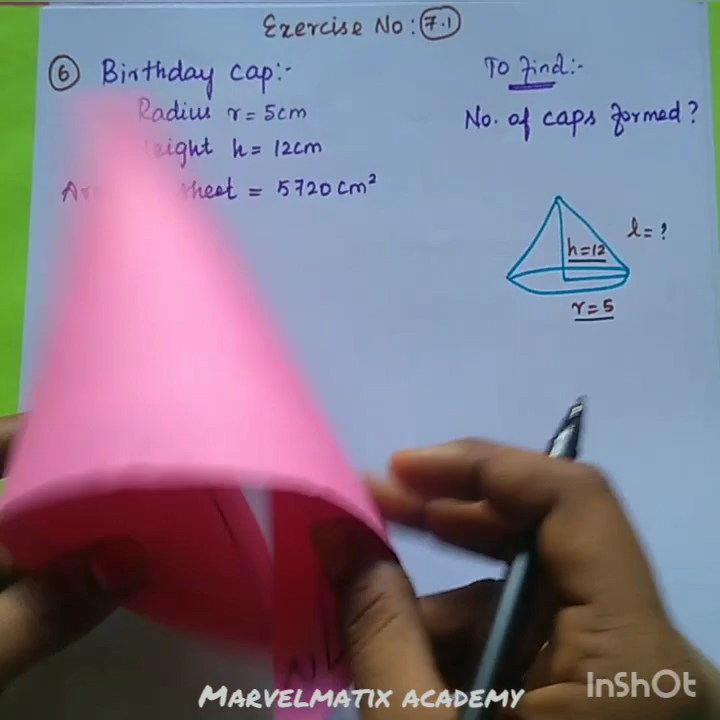 Exercise No: 7.1
6 Birthday cap:-
Radius r = 5cm
h = 12cm
= 5720 cm²
To find:-
No. of caps formed?
h=12
l = ?
r = 5
MARVELMATIX ACADEMY
InShOt